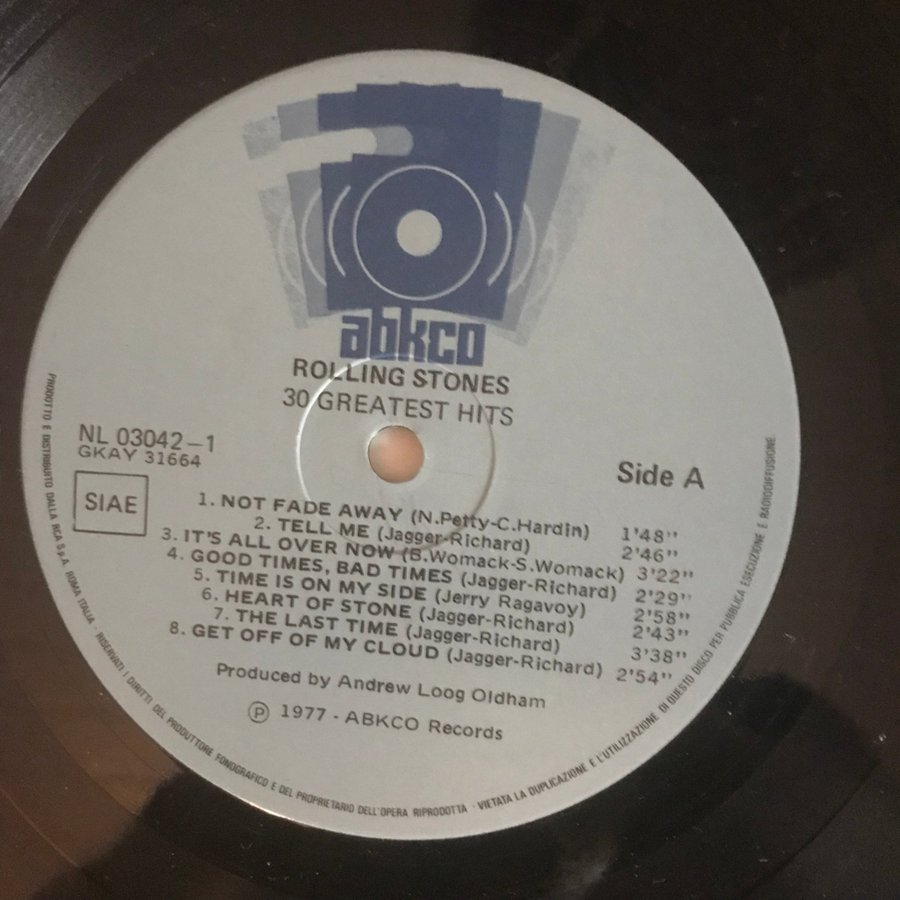 abkco
ROLLING STONES
30 GREATEST HITS
NL 03042-1
GKAY 31664
SIAE
Side A
1. NOT FADE AWAY (N.Petty-C.Hardin) 1'48''
2. TELL ME (Jagger-Richard) 2'46''
3. IT'S ALL OVER NOW (B.Womack-S.Womack) 3'22''
4. GOOD TIMES, BAD TIMES (Jagger-Richard) 2'29''
5. TIME IS ON MY SIDE (Jerry Ragavoy) 2'58''
6. HEART OF STONE (Jagger-Richard) 2'43''
7. THE LAST TIME (Jagger-Richard) 3'38''
8. GET OFF OF MY CLOUD (Jagger-Richard) 2'54''
Produced by Andrew Loog Oldham
Ⓟ 1977 - ABKCO Records
PRODOTTO E DISTRIBUITO DALLA RCA S.p.A. ROMA ITALIA - RISERVATI I DIRITTI DEL PRODUTTORE FONOGRAFICO E DEL PROPRIETARIO DELL'OPERA RIPRODOTTA - VIETATA LA DUPLICAZIONE E L'UTILIZZAZIONE DI QUESTO DISCO PER PUBBLICA ESECUZIONE E RADIODIFFUSIONE